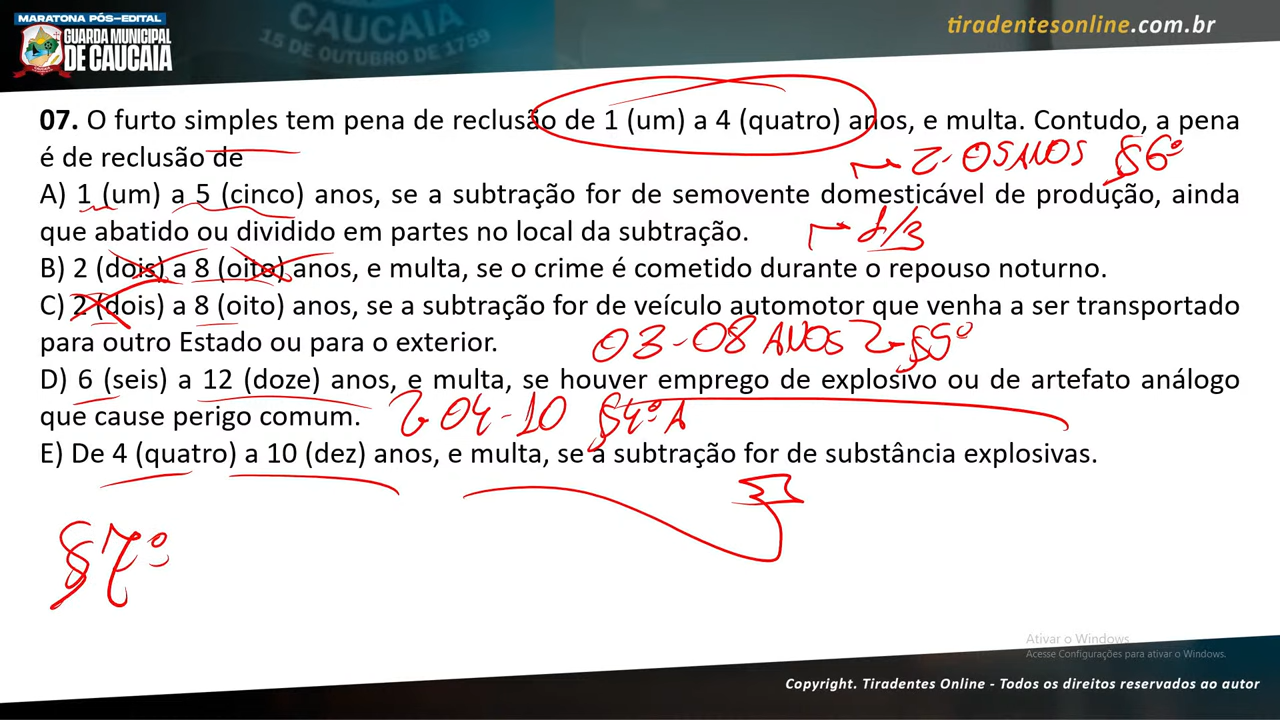 MARATONA PÓS-EDITAL
GUARDA MUNICIPAL
DE CAUCAIA
CAUCAIA
15 DE OUTUBRO DE 1759
tiradentesonline.com.br
07. O furto simples tem pena de reclusão de 1 (um) a 4 (quatro) anos, e multa. Contudo, a pena
é de reclusão de
2-05 ANOS §6º
A) 1 (um) a 5 (cinco) anos, se a subtração for de semovente domesticável de produção, ainda
que abatido ou dividido em partes no local da subtração.
1/3
B) 2 (dois) a 8 (oito) anos, e multa, se o crime é cometido durante o repouso noturno.
C) 2 (dois) a 8 (oito) anos, se a subtração for de veículo automotor que venha a ser transportado
para outro Estado ou para o exterior.
03-08 ANOS §5º
D) 6 (seis) a 12 (doze) anos, e multa, se houver emprego de explosivo ou de artefato análogo
que cause perigo comum.
04-10 §4º A
E) De 4 (quatro) a 10 (dez) anos, e multa, se a subtração for de substância explosivas.
§7º
Ativar o Windows
Acesse Configurações para ativar o Windows.
Copyright. Tiradentes Online - Todos os direitos reservados ao autor